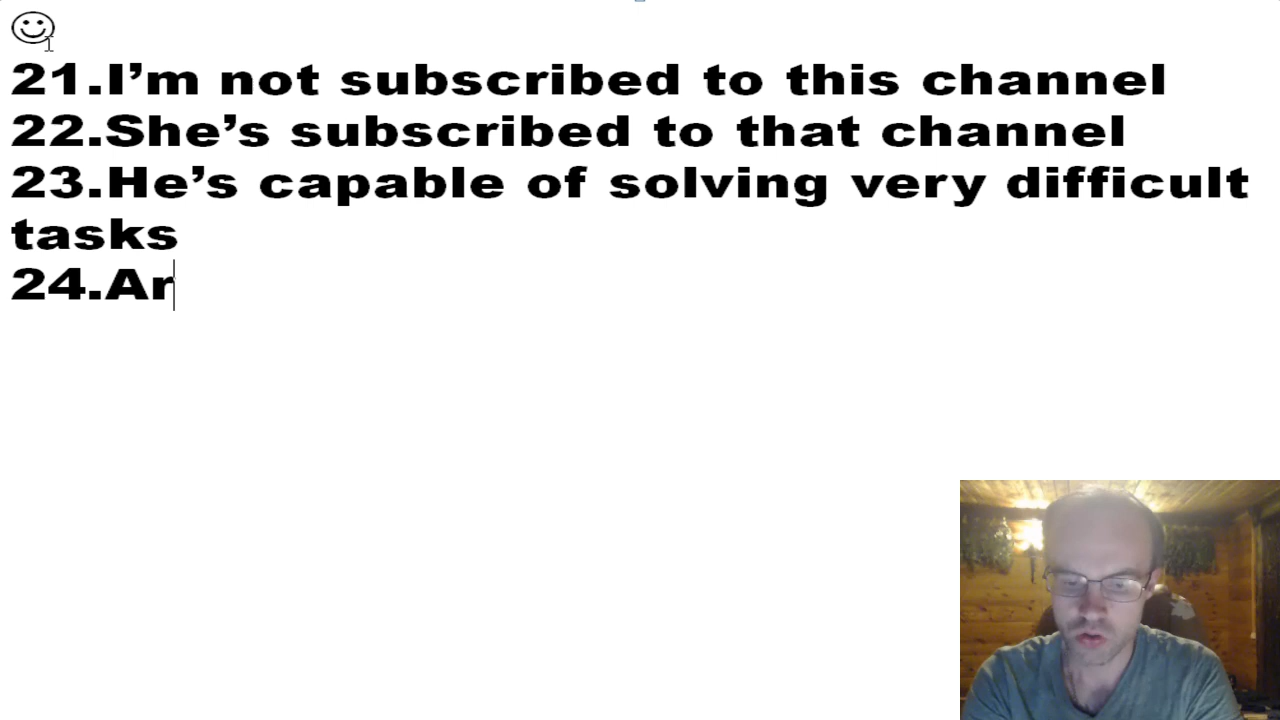 21.I’m not subscribed to this channel
22.She’s subscribed to that channel
23.He’s capable of solving very difficult
tasks
24.Ar